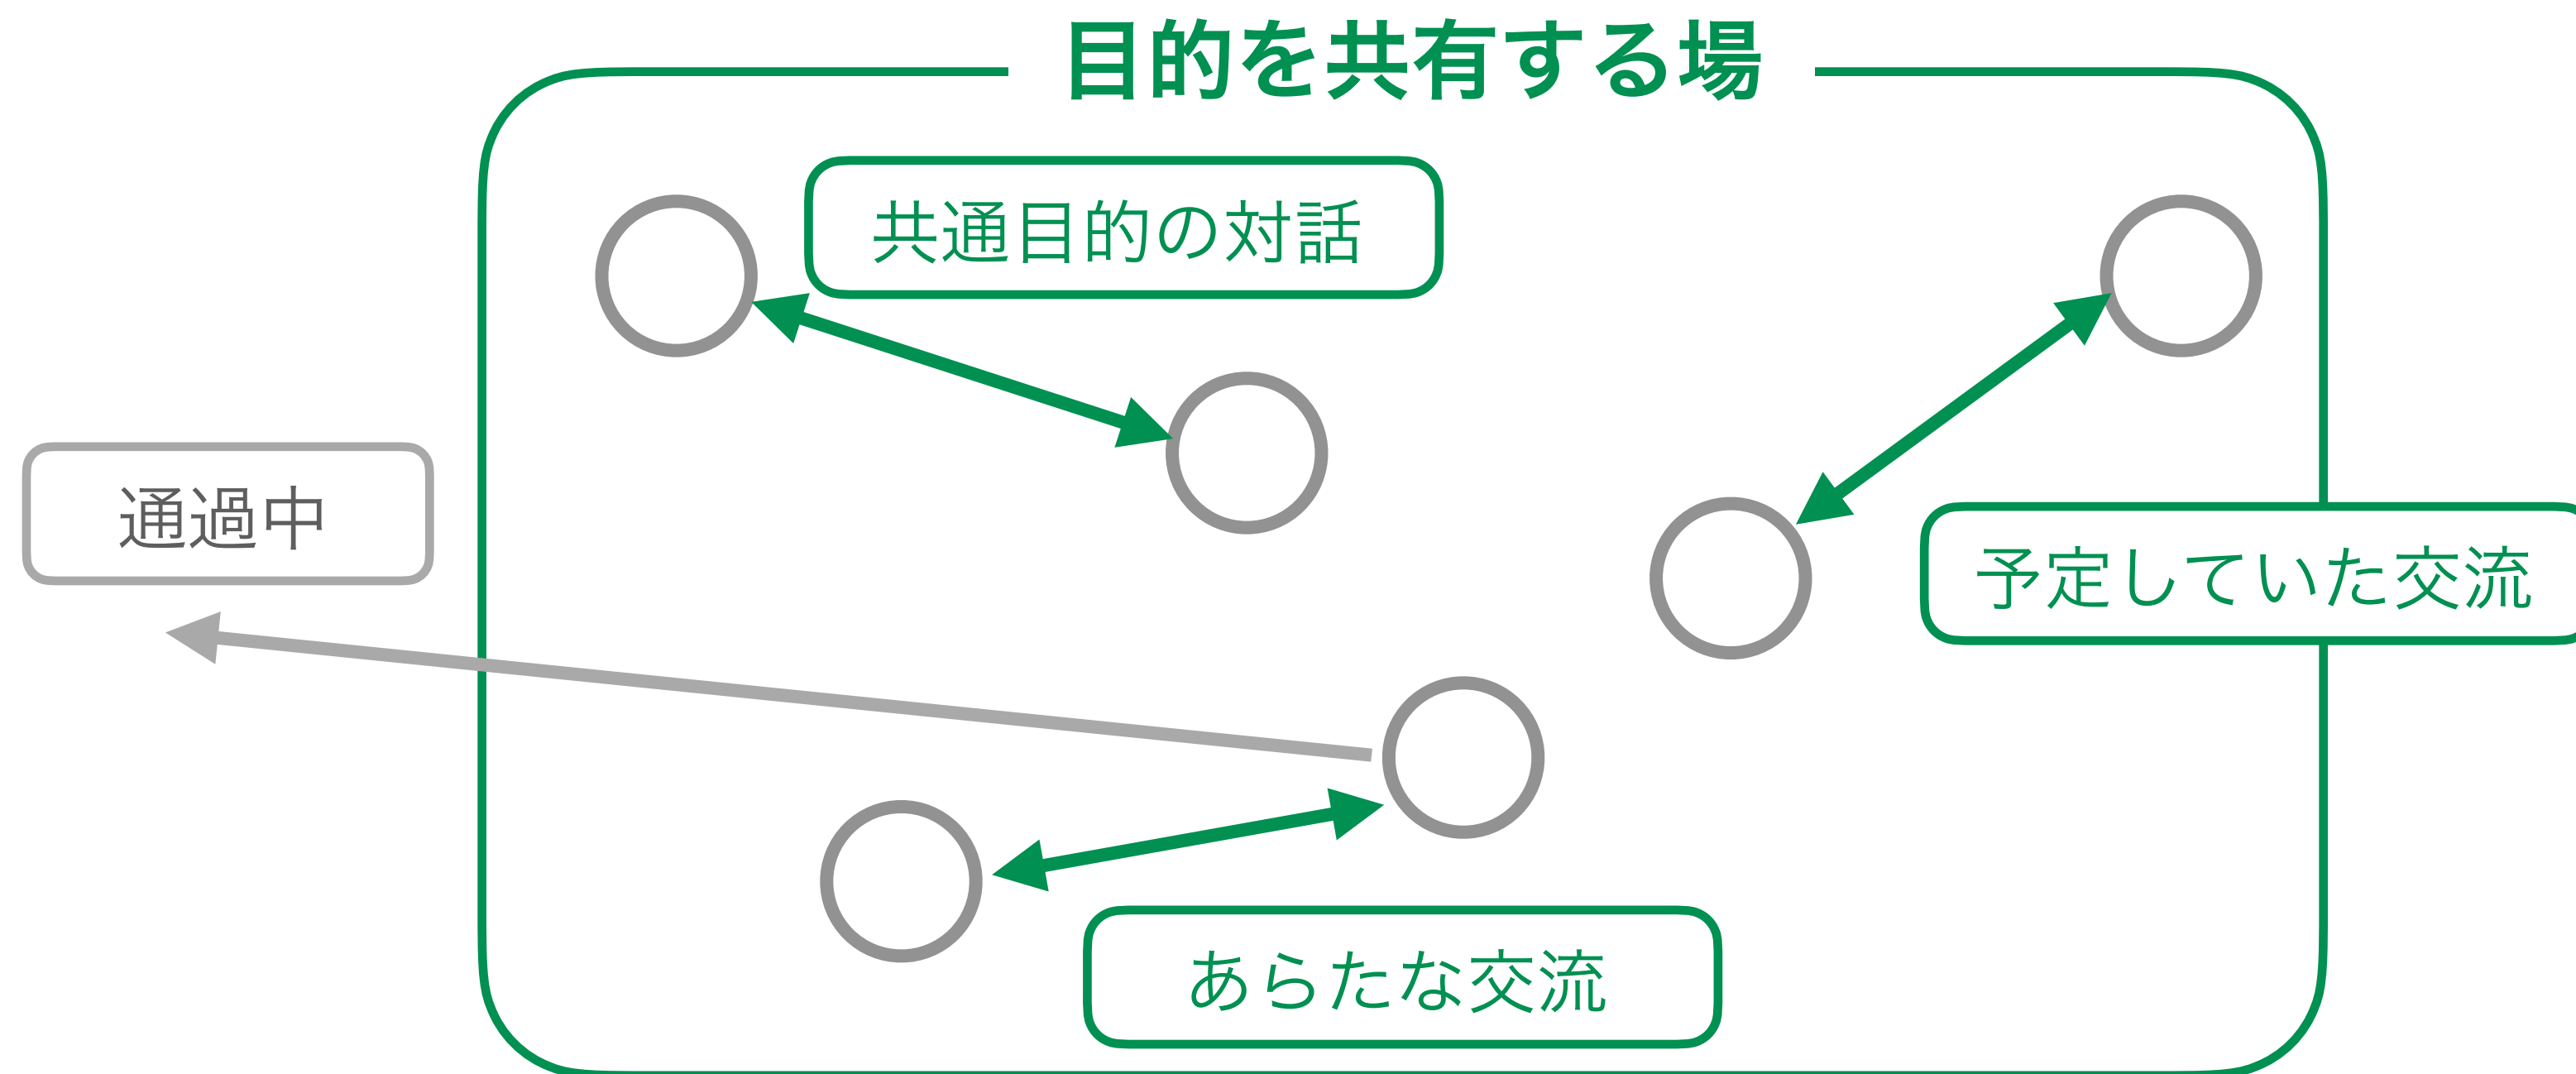 目的を共有する場
共通目的の対話
通過中
予定していた交流
あらたな交流